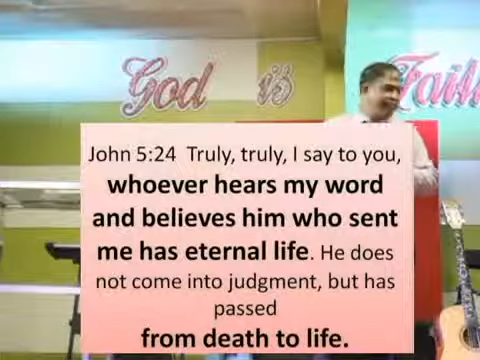 God is
John 5:24 Truly, truly, I say to you,
whoever hears my word
and believes him who sent
me has eternal life. He does
not come into judgment, but has
passed
from death to life.